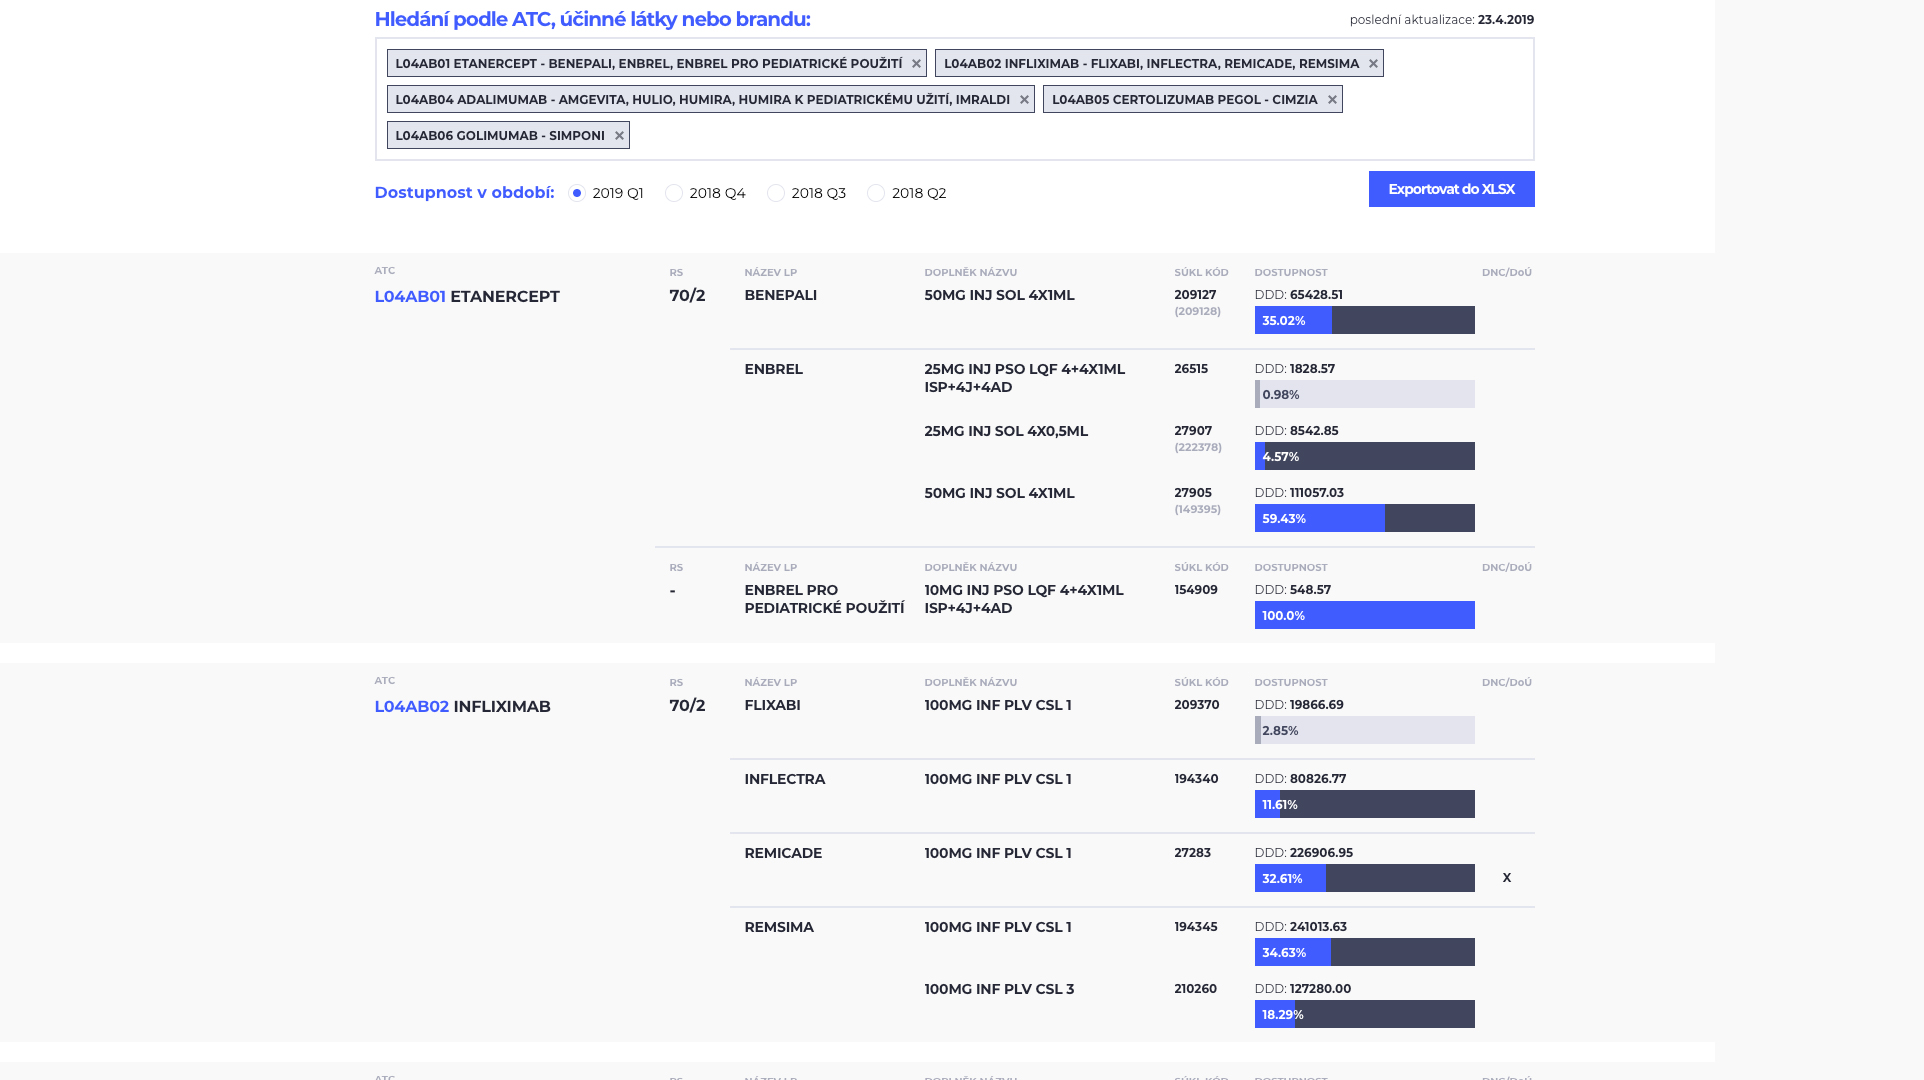 Hledání podle ATC, účinné látky nebo brandu:
poslední aktualizace: 23.4.2019
L04AB01 ETANERCEPT - BENEPALI, ENBREL, ENBREL PRO PEDIATRICKÉ POUŽITÍ ×
L04AB02 INFLIXIMAB - FLIXABI, INFLECTRA, REMICADE, REMSIMA ×
L04AB04 ADALIMUMAB - AMGEVITA, HULIO, HUMIRA, HUMIRA K PEDIATRICKÉMU UŽITÍ, IMRALDI ×
L04AB05 CERTOLIZUMAB PEGOL - CIMZIA ×
L04AB06 GOLIMUMAB - SIMPONI ×
Dostupnost v období: 2019 Q1 2018 Q4 2018 Q3 2018 Q2
Exportovat do XLSX
ATC RS NÁZEV LP DOPLNĚK NÁZVU SÚKL KÓD DOSTUPNOST DNC/DoÚ
L04AB01 ETANERCEPT 70/2 BENEPALI 50MG INJ SOL 4X1ML 209127 DDD: 65428.51
(209128)
35.02%
ENBREL 25MG INJ PSO LQF 4+4X1ML 26515 DDD: 1828.57
ISP+4J+4AD
0.98%
25MG INJ SOL 4X0,5ML 27907 DDD: 8542.85
(222378)
4.57%
50MG INJ SOL 4X1ML 27905 DDD: 111057.03
(149395)
59.43%
RS NÁZEV LP DOPLNĚK NÁZVU SÚKL KÓD DOSTUPNOST DNC/DoÚ
- ENBREL PRO 10MG INJ PSO LQF 4+4X1ML 154909 DDD: 548.57
PEDIATRICKÉ POUŽITÍ ISP+4J+4AD
100.0%
ATC RS NÁZEV LP DOPLNĚK NÁZVU SÚKL KÓD DOSTUPNOST DNC/DoÚ
L04AB02 INFLIXIMAB 70/2 FLIXABI 100MG INF PLV CSL 1 209370 DDD: 19866.69
2.85%
INFLECTRA 100MG INF PLV CSL 1 194340 DDD: 80826.77
11.61%
REMICADE 100MG INF PLV CSL 1 27283 DDD: 226906.95
32.61% X
REMSIMA 100MG INF PLV CSL 1 194345 DDD: 241013.63
34.63%
100MG INF PLV CSL 3 210260 DDD: 127280.00
18.29%
ATC RS NÁZEV LP DOPLNĚK NÁZVU SÚKL KÓD DOSTUPNOST DNC/DoÚ